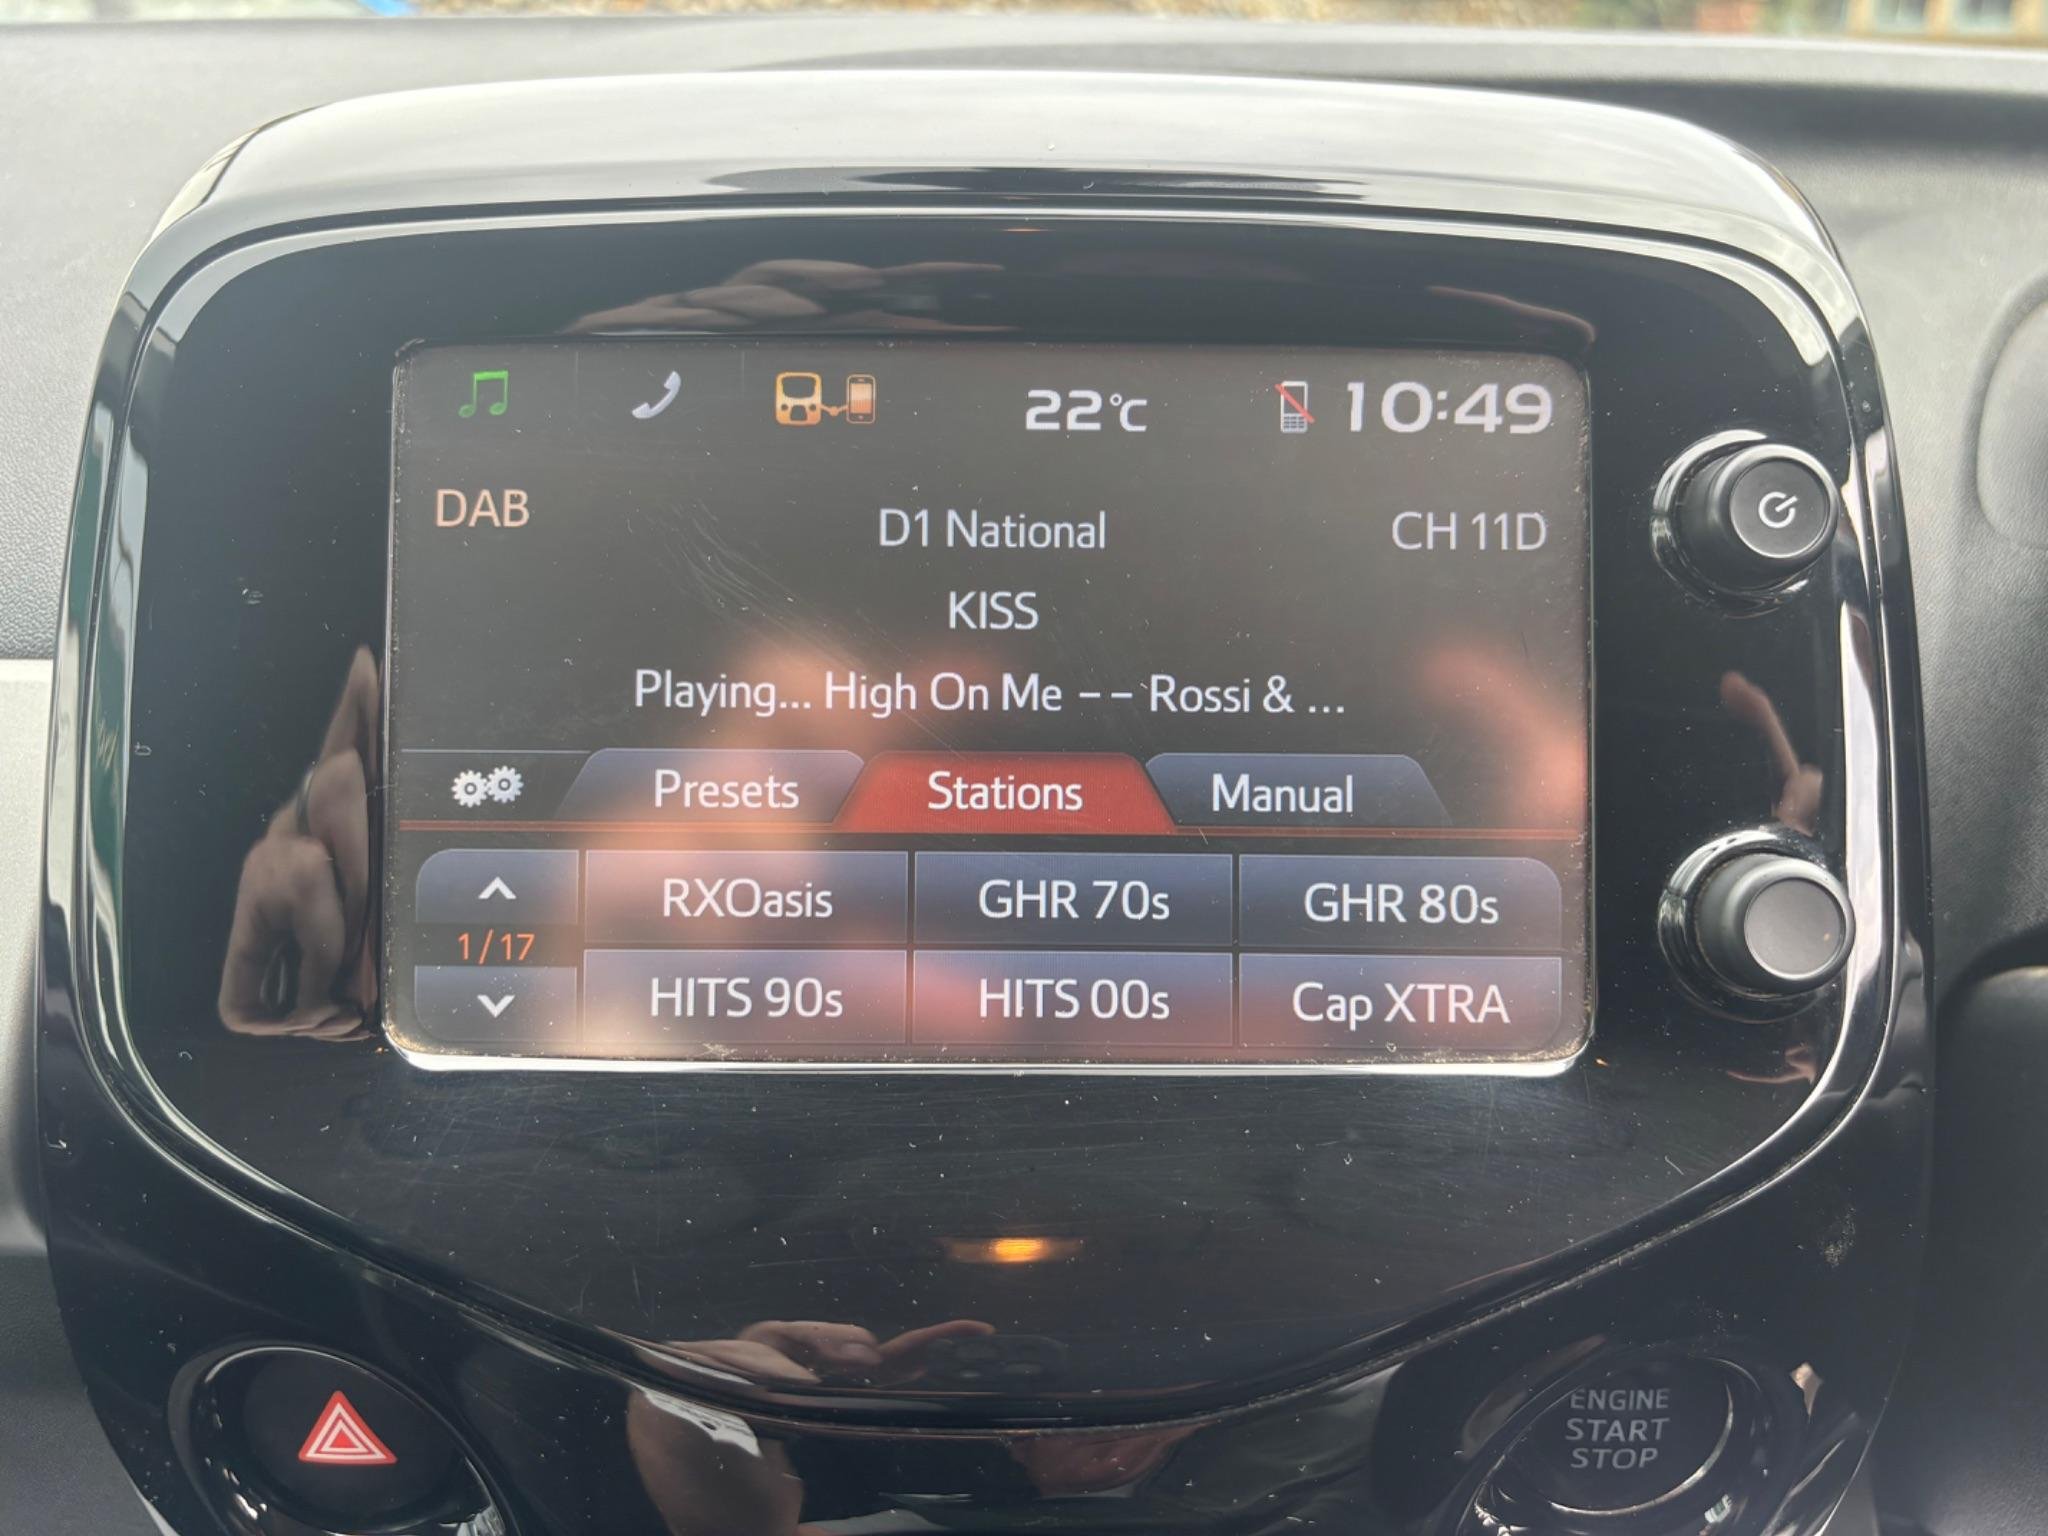 22°C
10:49
DAB
D1 National
CH 11D
KISS
Playing... High On Me -- Rossi & ...
Presets
Stations
Manual
1/17
RXOasis
GHR 70s
GHR 80s
HITS 90s
HITS 00s
Cap XTRA
ENGINE
START
STOP